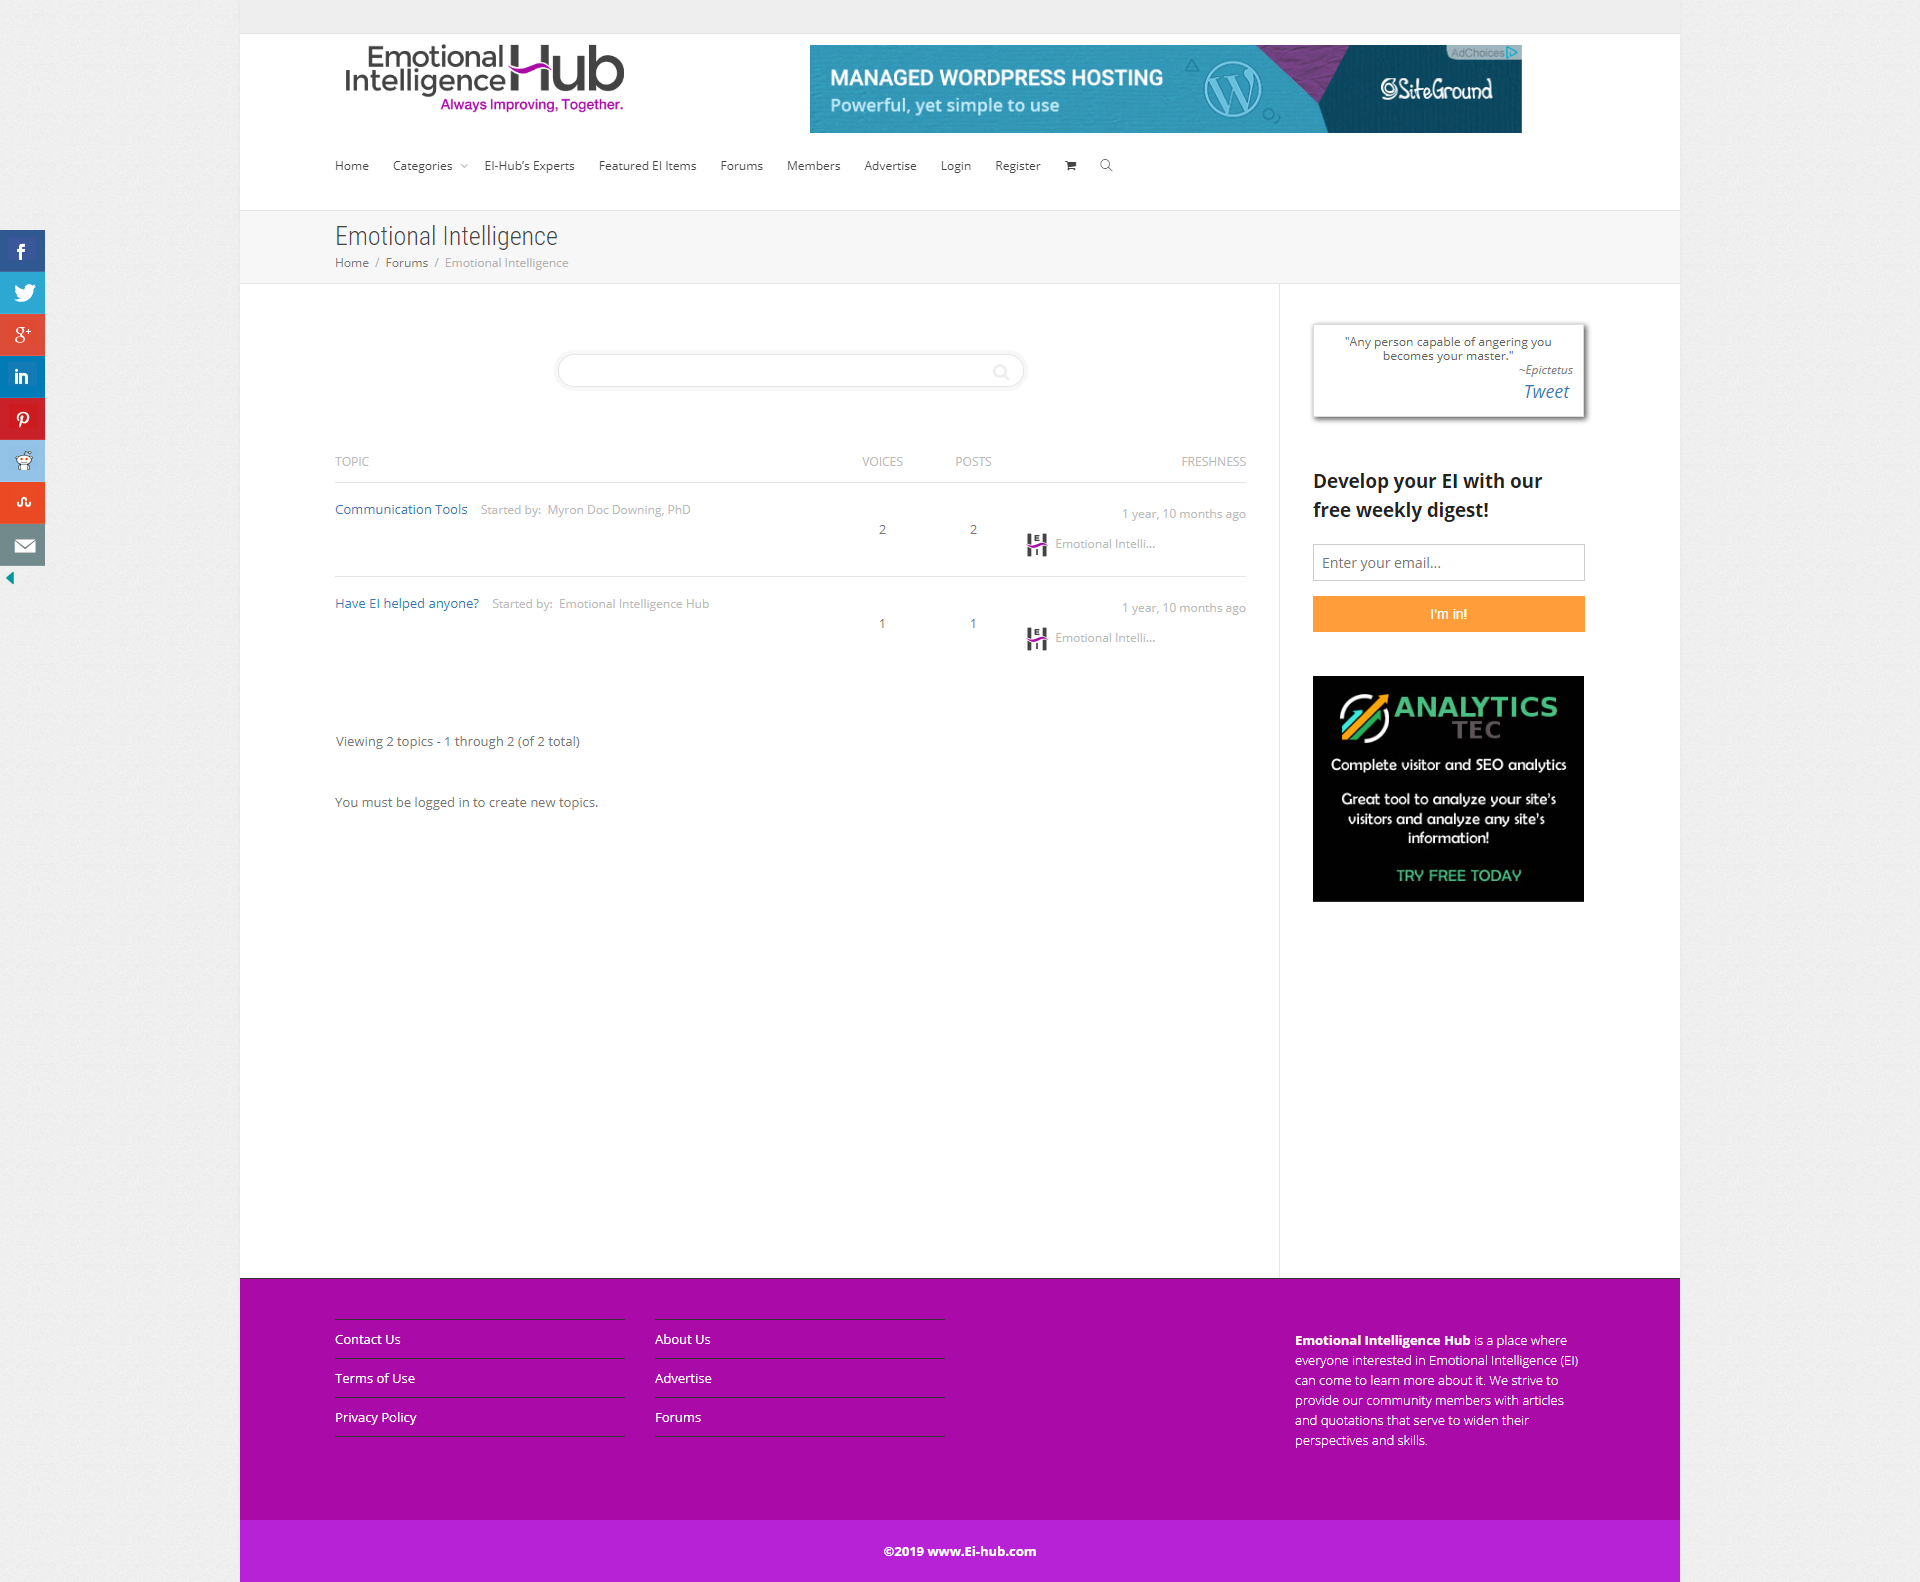 Emotional
Intelligence Hub
Always Improving, Together.
MANAGED WORDPRESS HOSTING
Powerful, yet simple to use
SiteGround
AdChoices
Home Categories EI-Hub's Experts Featured EI Items Forums Members Advertise Login Register
Emotional Intelligence
Home / Forums / Emotional Intelligence
"Any person capable of angering you
becomes your master."
~Epictetus
Tweet
TOPIC VOICES POSTS FRESHNESS
Communication Tools Started by: Myron Doc Downing, PhD
2 2
1 year, 10 months ago
Emotional Intelli...
Have EI helped anyone? Started by: Emotional Intelligence Hub
1 1
1 year, 10 months ago
Emotional Intelli...
Viewing 2 topics - 1 through 2 (of 2 total)
You must be logged in to create new topics.
Develop your EI with our
free weekly digest!
Enter your email...
I'm in!
ANALYTICS
TEC
Complete visitor and SEO analytics
Great tool to analyze your site's
visitors and analyze any site's
information!
TRY FREE TODAY
Contact Us
Terms of Use
Privacy Policy
About Us
Advertise
Forums
Emotional Intelligence Hub is a place where
everyone interested in Emotional Intelligence (EI)
can come to learn more about it. We strive to
provide our community members with articles
and quotations that serve to widen their
perspectives and skills.
©2019 www.Ei-hub.com